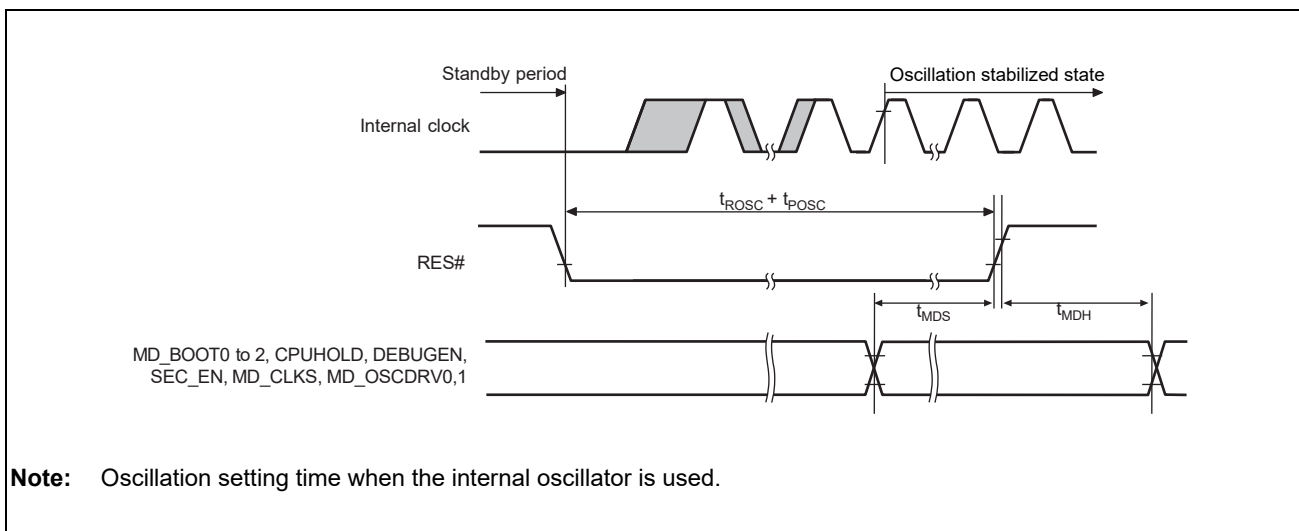 Standby period
Oscillation stabilized state
Internal clock
tROSC + tPOSC
RES#
tMDS
tMDH
MD_BOOT0 to 2, CPUHOLD, DEBUGEN,
SEC_EN, MD_CLKS, MD_OSCDRV0,1
Note: Oscillation setting time when the internal oscillator is used.